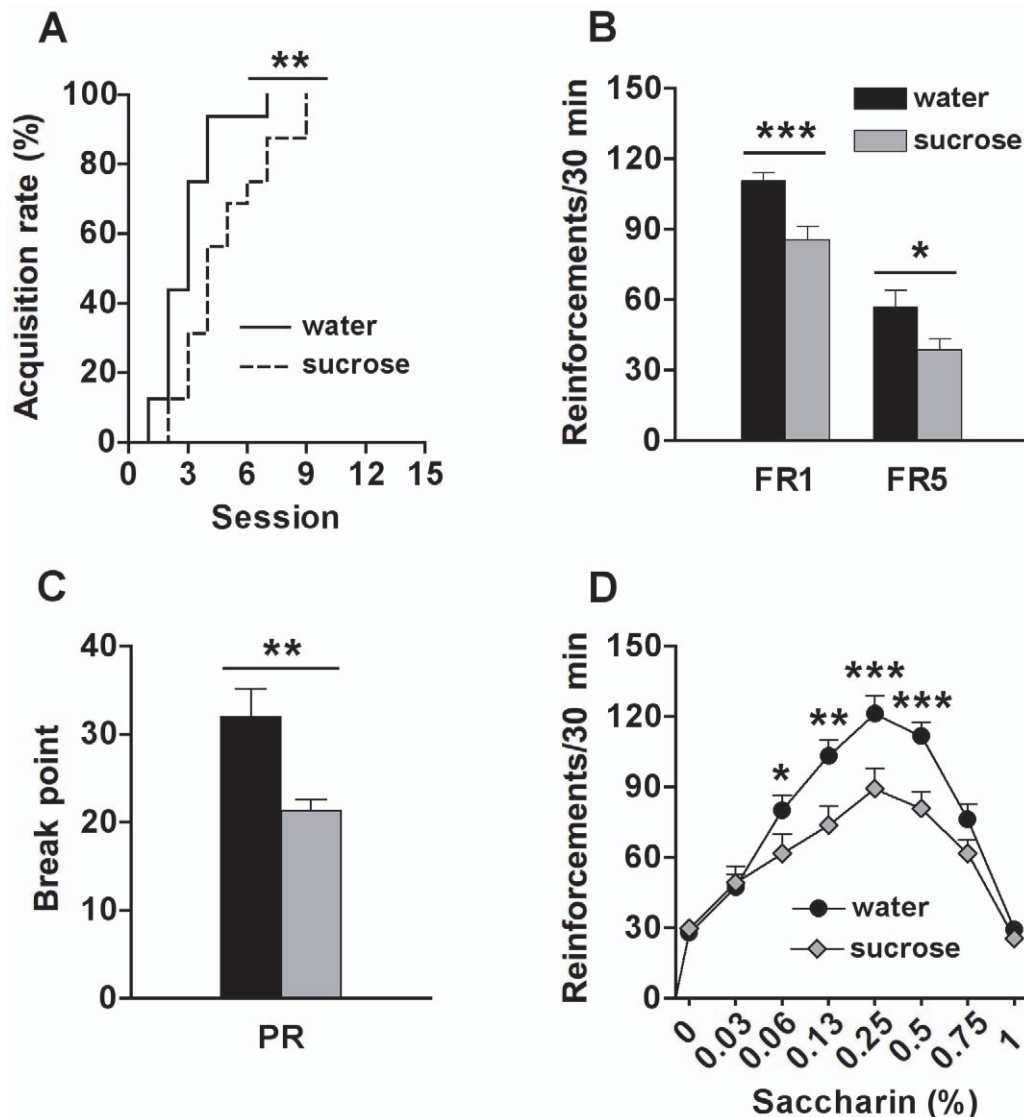 A
**
Acquisition rate (%)
100
80
60
40
20
0
water
sucrose
0 3 6 9 12 15
Session
B
Reinforcements/30 min
150
120
90
60
30
0
water
sucrose
***
*
FR1 FR5
C
Break point
40
30
20
10
0
**
PR
D
Reinforcements/30 min
150
120
90
60
30
0
*
**
***
***
water
sucrose
0 0.03 0.06 0.13 0.25 0.5 0.75 1
Saccharin (%)